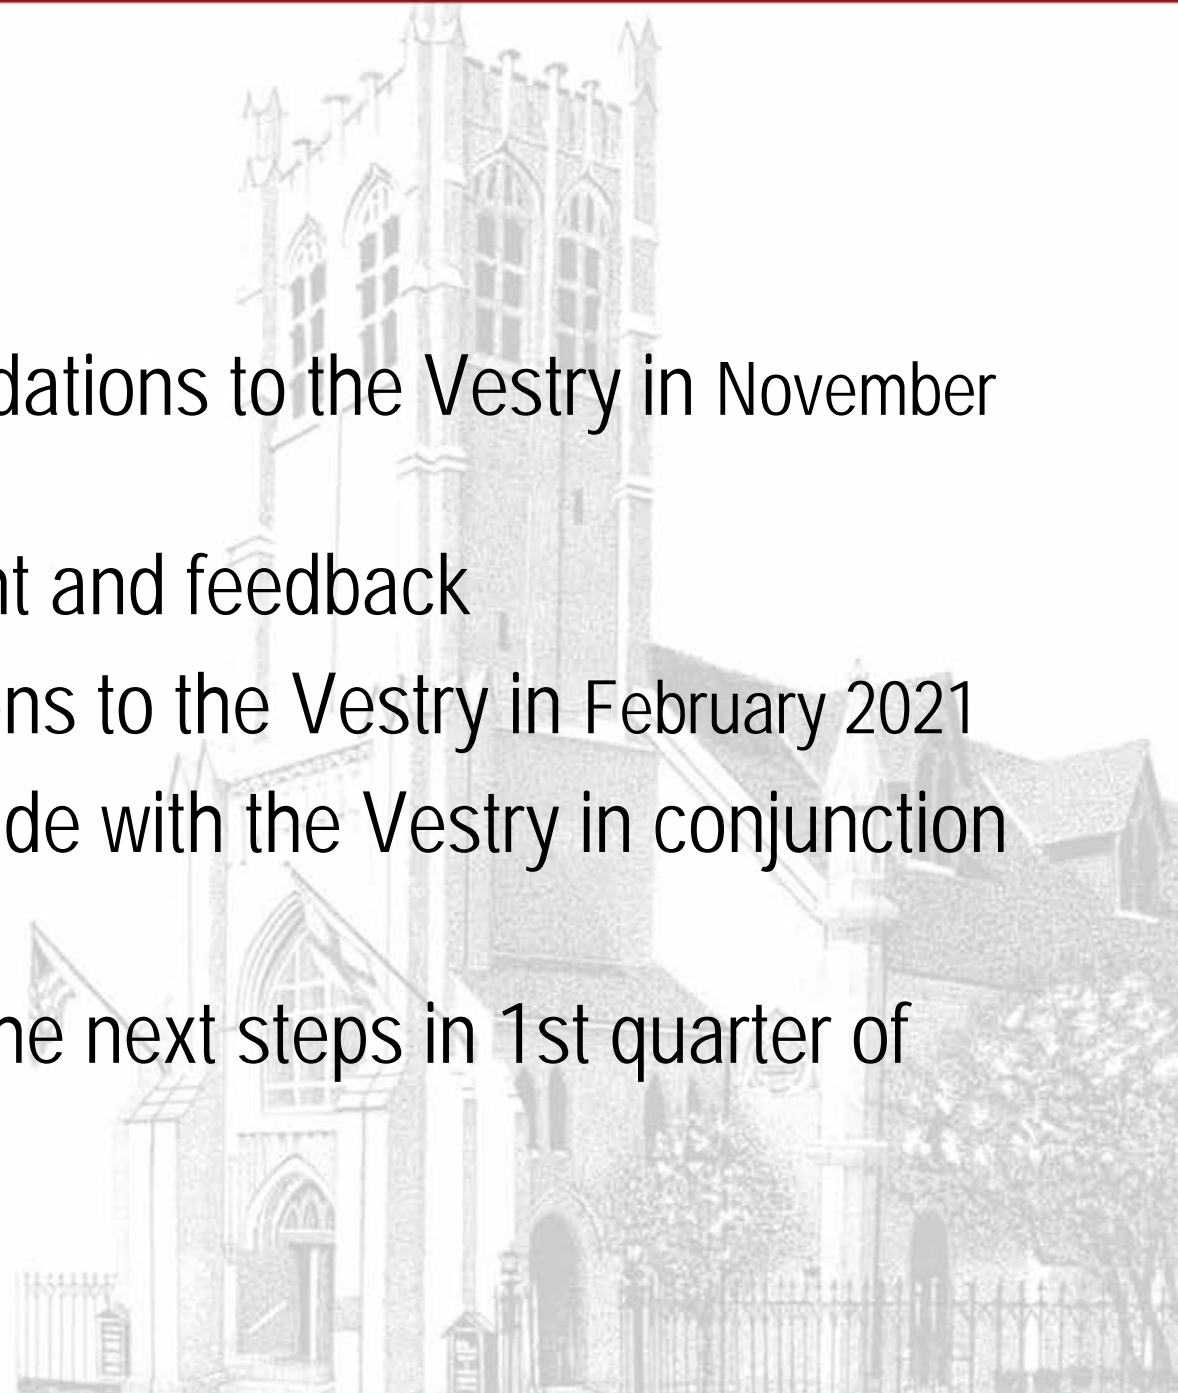 dations to the Vestry in November
nt and feedback
ns to the Vestry in February 2021
de with the Vestry in conjunction
he next steps in 1st quarter of